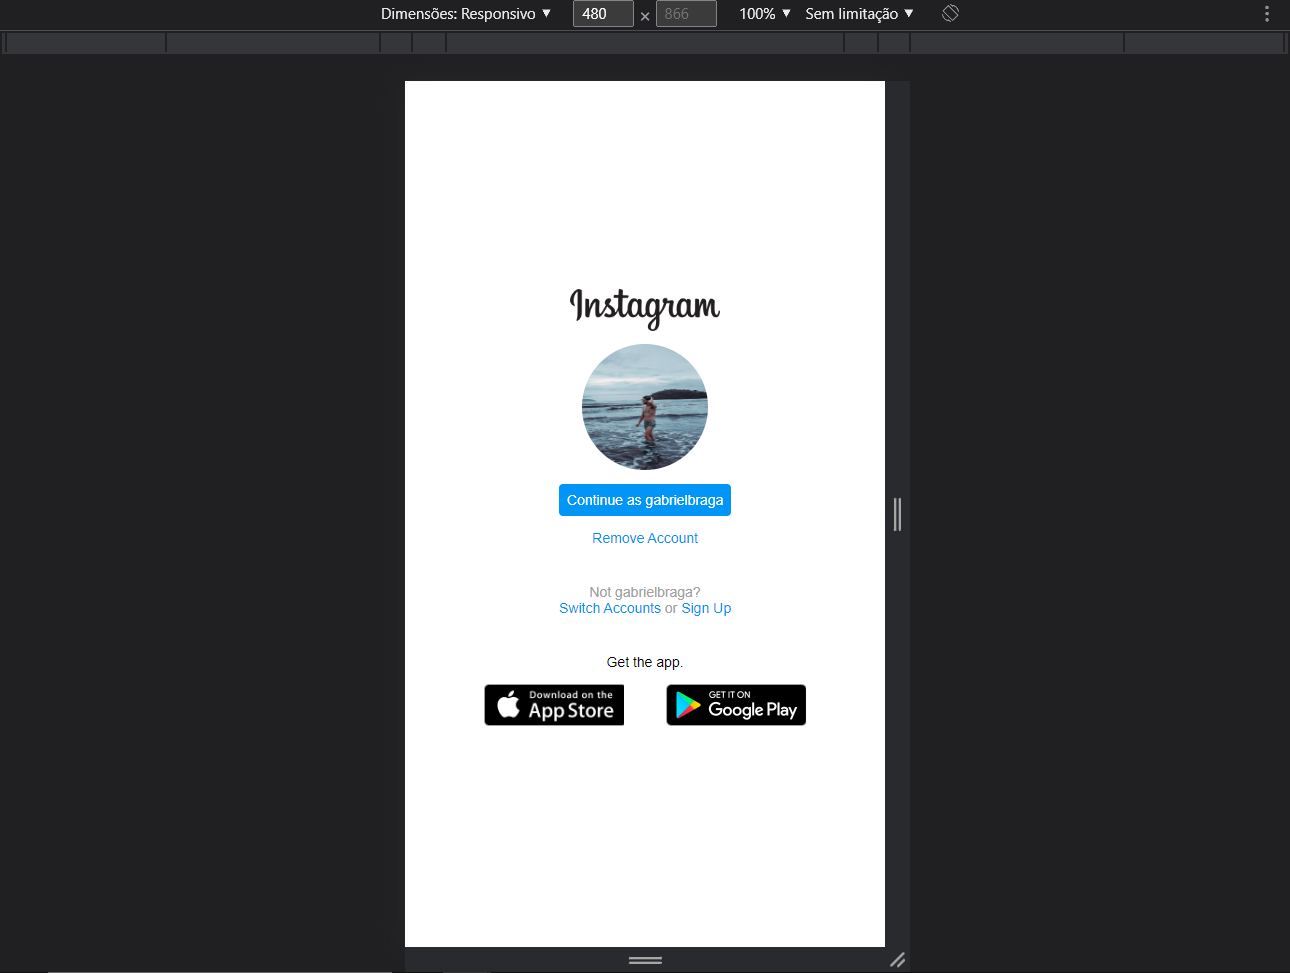 Dimensões: Responsivo ▼ 480 × 866 100% ▼ Sem limitação ▼
Instagram
Continue as gabrielbraga
Remove Account
Not gabrielbraga?
Switch Accounts or Sign Up
Get the app.
Download on the
App Store
GET IT ON
Google Play